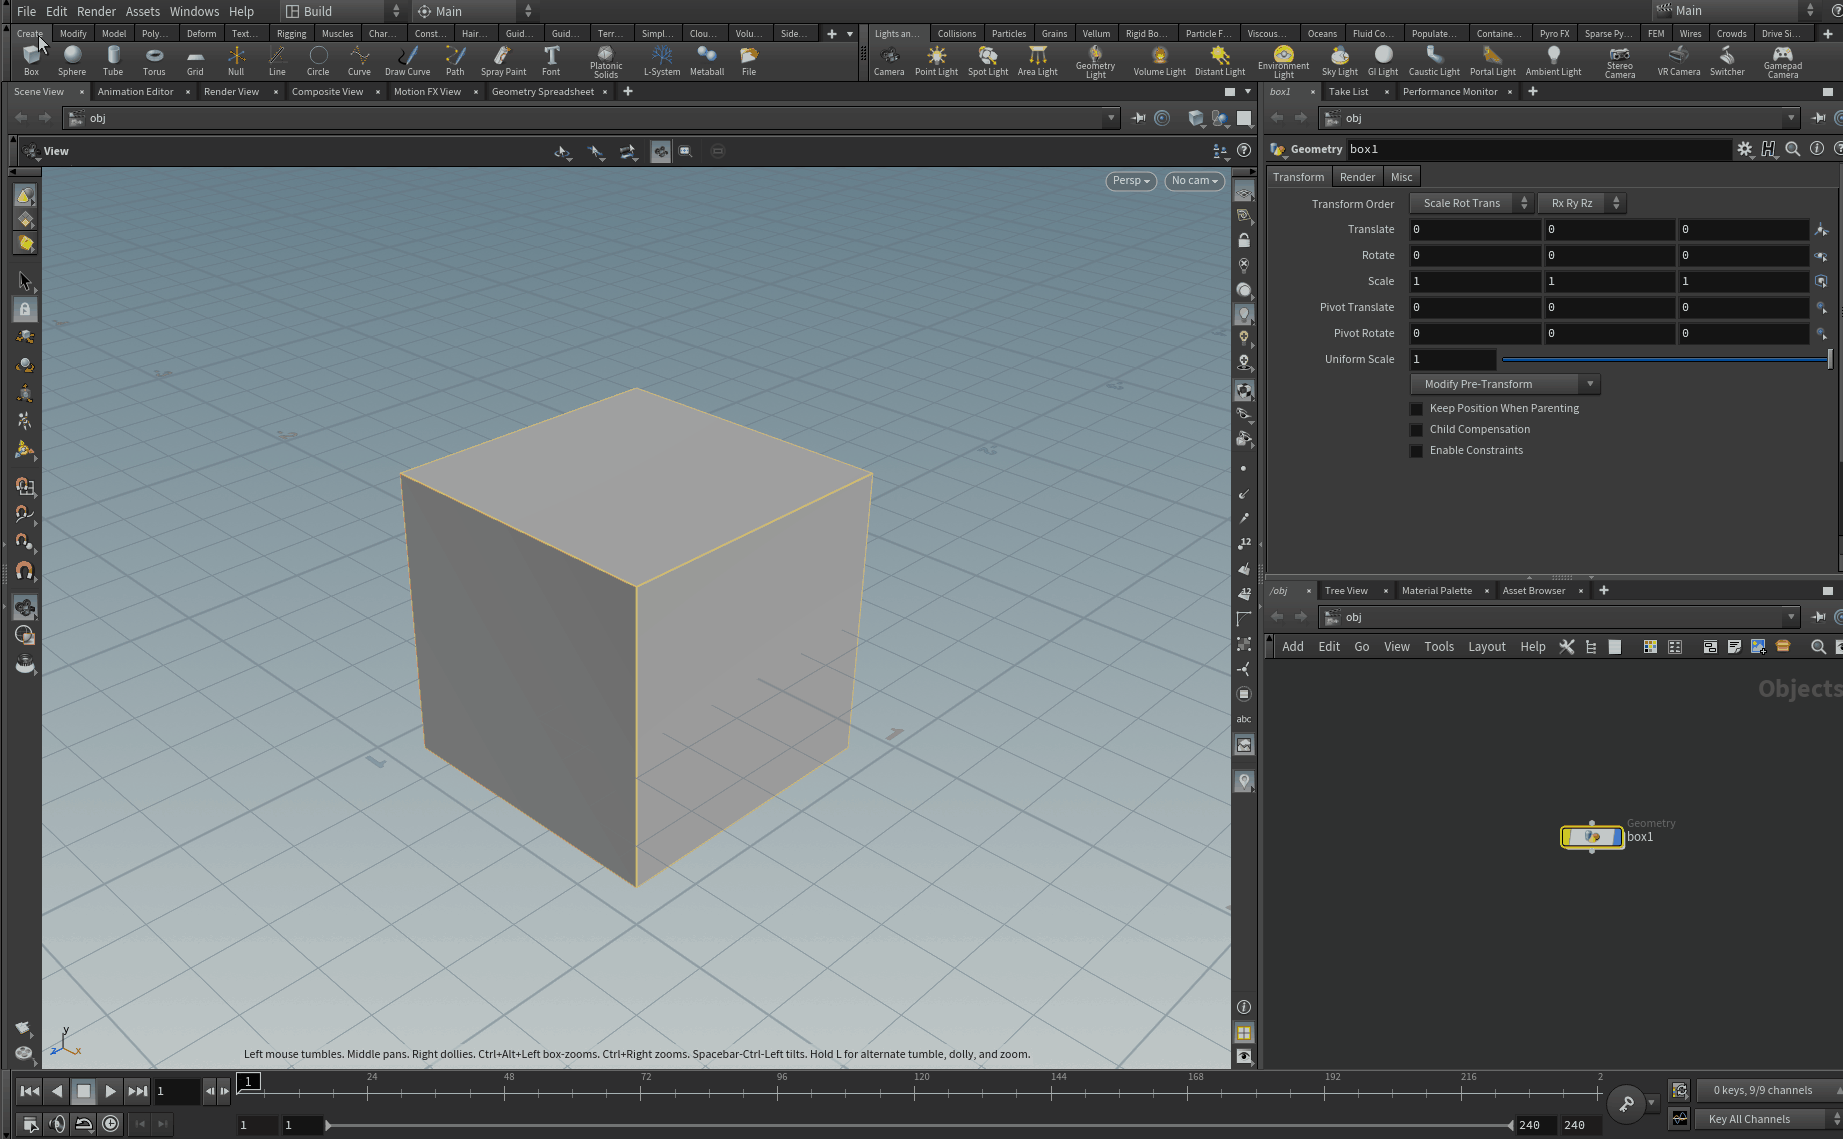 File Edit Render Assets Windows Help Build Main Main
Create Modify Model Poly... Deform Text... Rigging Muscles Char... Const... Hair... Guid... Guid... Terr... Simpl... Clou... Volu... Side...
Lights an... Collisions Particles Grains Vellum Rigid Bo... Particle F... Viscous... Oceans Fluid Co... Populate... Containe... Pyro FX Sparse Py... FEM Wires Crowds Drive Si...
Box Sphere Tube Torus Grid Null Line Circle Curve Draw Curve Path Spray Paint Font Platonic Solids L-System Metaball File
Camera Point Light Spot Light Area Light Geometry Light Volume Light Distant Light Environment Light Sky Light GI Light Caustic Light Portal Light Ambient Light Stereo Camera VR Camera Switcher Gamepad Camera
Scene View Animation Editor Render View Composite View Motion FX View Geometry Spreadsheet
box1 Take List Performance Monitor
obj
obj
View
Geometry box1
Persp No cam
Transform Render Misc
Transform Order Scale Rot Trans Rx Ry Rz
Translate 0 0 0
Rotate 0 0 0
Scale 1 1 1
Pivot Translate 0 0 0
Pivot Rotate 0 0 0
Uniform Scale 1
Modify Pre-Transform
Keep Position When Parenting
Child Compensation
Enable Constraints
12
12
abc
/obj Tree View Material Palette Asset Browser
obj
Add Edit Go View Tools Layout Help
Objects
Geometry
box1
1
1
y
z x
Left mouse tumbles. Middle pans. Right dollies. Ctrl+Alt+Left box-zooms. Ctrl+Right zooms. Spacebar-Ctrl-Left tilts. Hold L for alternate tumble, dolly, and zoom.
1 1 24 48 72 96 120 144 168 192 216 2
0 keys, 9/9 channels
1 1 240 240
Key All Channels